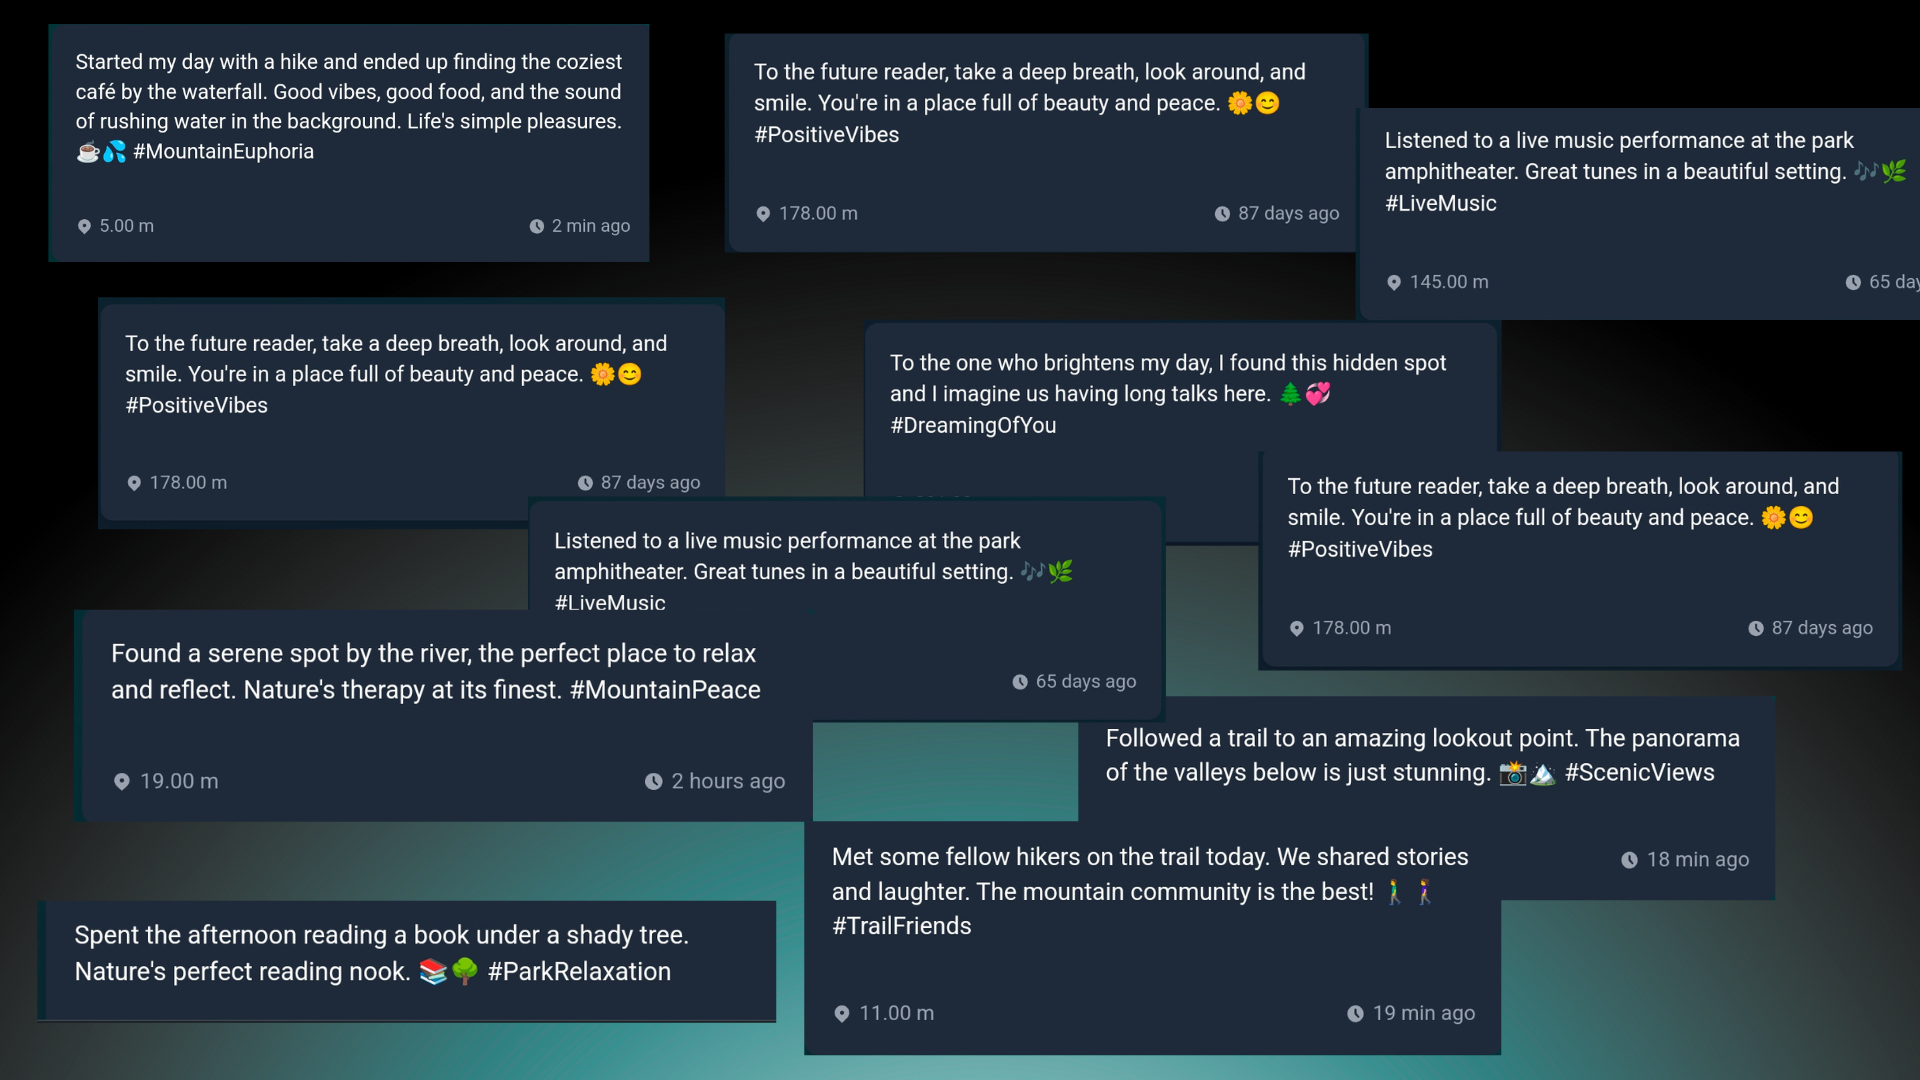 Started my day with a hike and ended up finding the coziest
café by the waterfall. Good vibes, good food, and the sound
of rushing water in the background. Life's simple pleasures.
☕💦 #MountainEuphoria
5.00 m
2 min ago
To the future reader, take a deep breath, look around, and
smile. You're in a place full of beauty and peace. 🌼😊
#PositiveVibes
178.00 m
87 days ago
Listened to a live music performance at the park
amphitheater. Great tunes in a beautiful setting. 🎶🌿
#LiveMusic
145.00 m
65 day
To the future reader, take a deep breath, look around, and
smile. You're in a place full of beauty and peace. 🌼😊
#PositiveVibes
178.00 m
87 days ago
To the one who brightens my day, I found this hidden spot
and I imagine us having long talks here. 🌲💞
#DreamingOfYou
To the future reader, take a deep breath, look around, and
smile. You're in a place full of beauty and peace. 🌼😊
#PositiveVibes
178.00 m
87 days ago
Listened to a live music performance at the park
amphitheater. Great tunes in a beautiful setting. 🎶🌿
#LiveMusic
65 days ago
Found a serene spot by the river, the perfect place to relax
and reflect. Nature's therapy at its finest. #MountainPeace
19.00 m
2 hours ago
Followed a trail to an amazing lookout point. The panorama
of the valleys below is just stunning. 📸🏔️ #ScenicViews
18 min ago
Met some fellow hikers on the trail today. We shared stories
and laughter. The mountain community is the best! 🚶‍♂️🚶‍♀️
#TrailFriends
11.00 m
19 min ago
Spent the afternoon reading a book under a shady tree.
Nature's perfect reading nook. 📚🌳 #ParkRelaxation